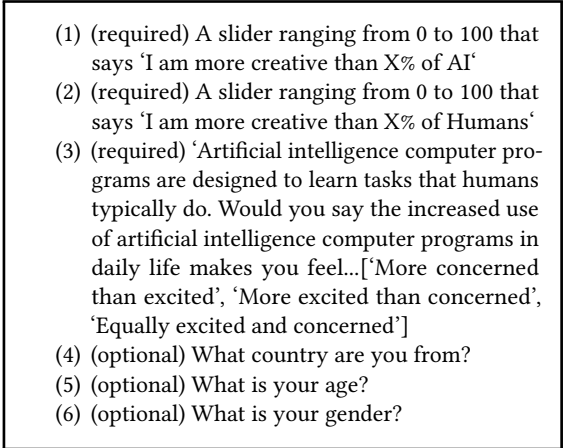 (1) (required) A slider ranging from 0 to 100 that
says ‘I am more creative than X% of AI‘
(2) (required) A slider ranging from 0 to 100 that
says ‘I am more creative than X% of Humans‘
(3) (required) ‘Artificial intelligence computer pro-
grams are designed to learn tasks that humans
typically do. Would you say the increased use
of artificial intelligence computer programs in
daily life makes you feel...[‘More concerned
than excited’, ‘More excited than concerned’,
‘Equally excited and concerned’]
(4) (optional) What country are you from?
(5) (optional) What is your age?
(6) (optional) What is your gender?